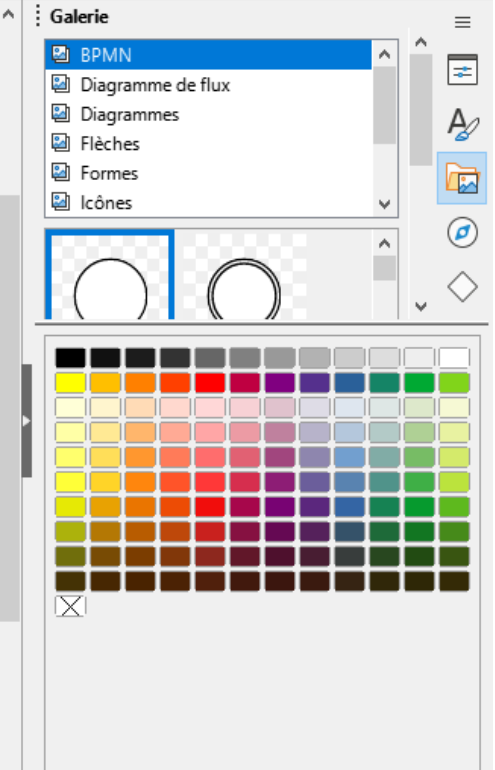 Galerie
BPMN
Diagramme de flux
Diagrammes
Flèches
Formes
Icônes